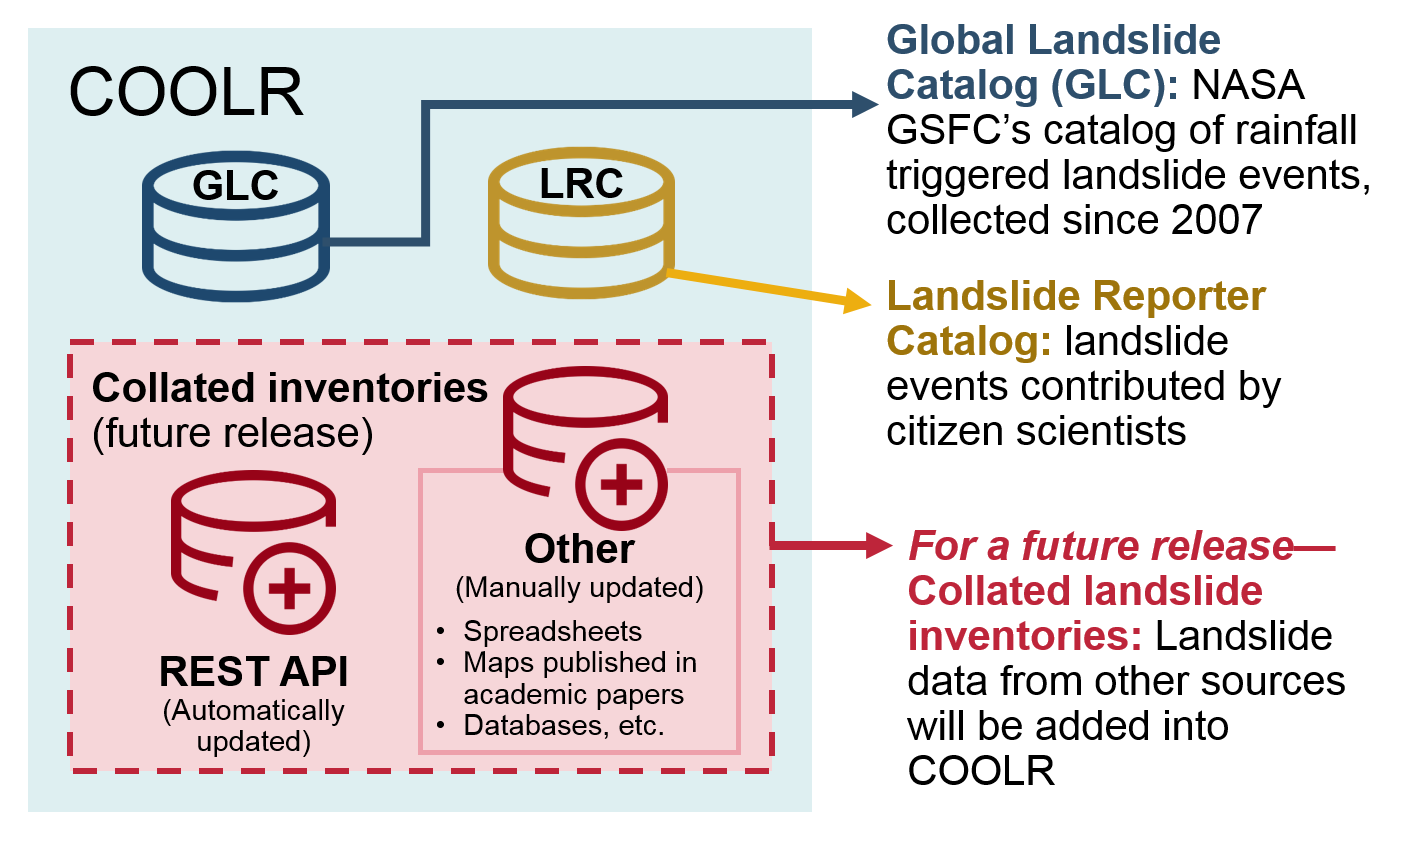 COOLR
GLC
LRC
Collated inventories
(future release)
REST API
(Automatically
updated)
Other
(Manually updated)
• Spreadsheets
• Maps published in
academic papers
• Databases, etc.
Global Landslide
Catalog (GLC): NASA
GSFC’s catalog of rainfall
triggered landslide events,
collected since 2007
Landslide Reporter
Catalog: landslide
events contributed by
citizen scientists
For a future release—
Collated landslide
inventories: Landslide
data from other sources
will be added into
COOLR